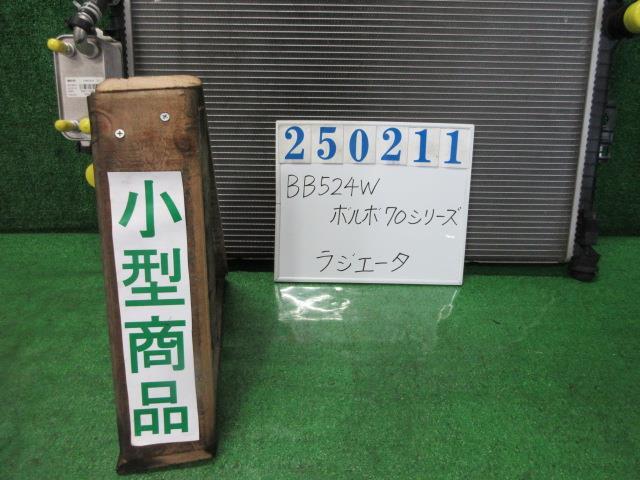 250211
BB524W
ボルボ70シリーズ
ラジエータ
小型商品